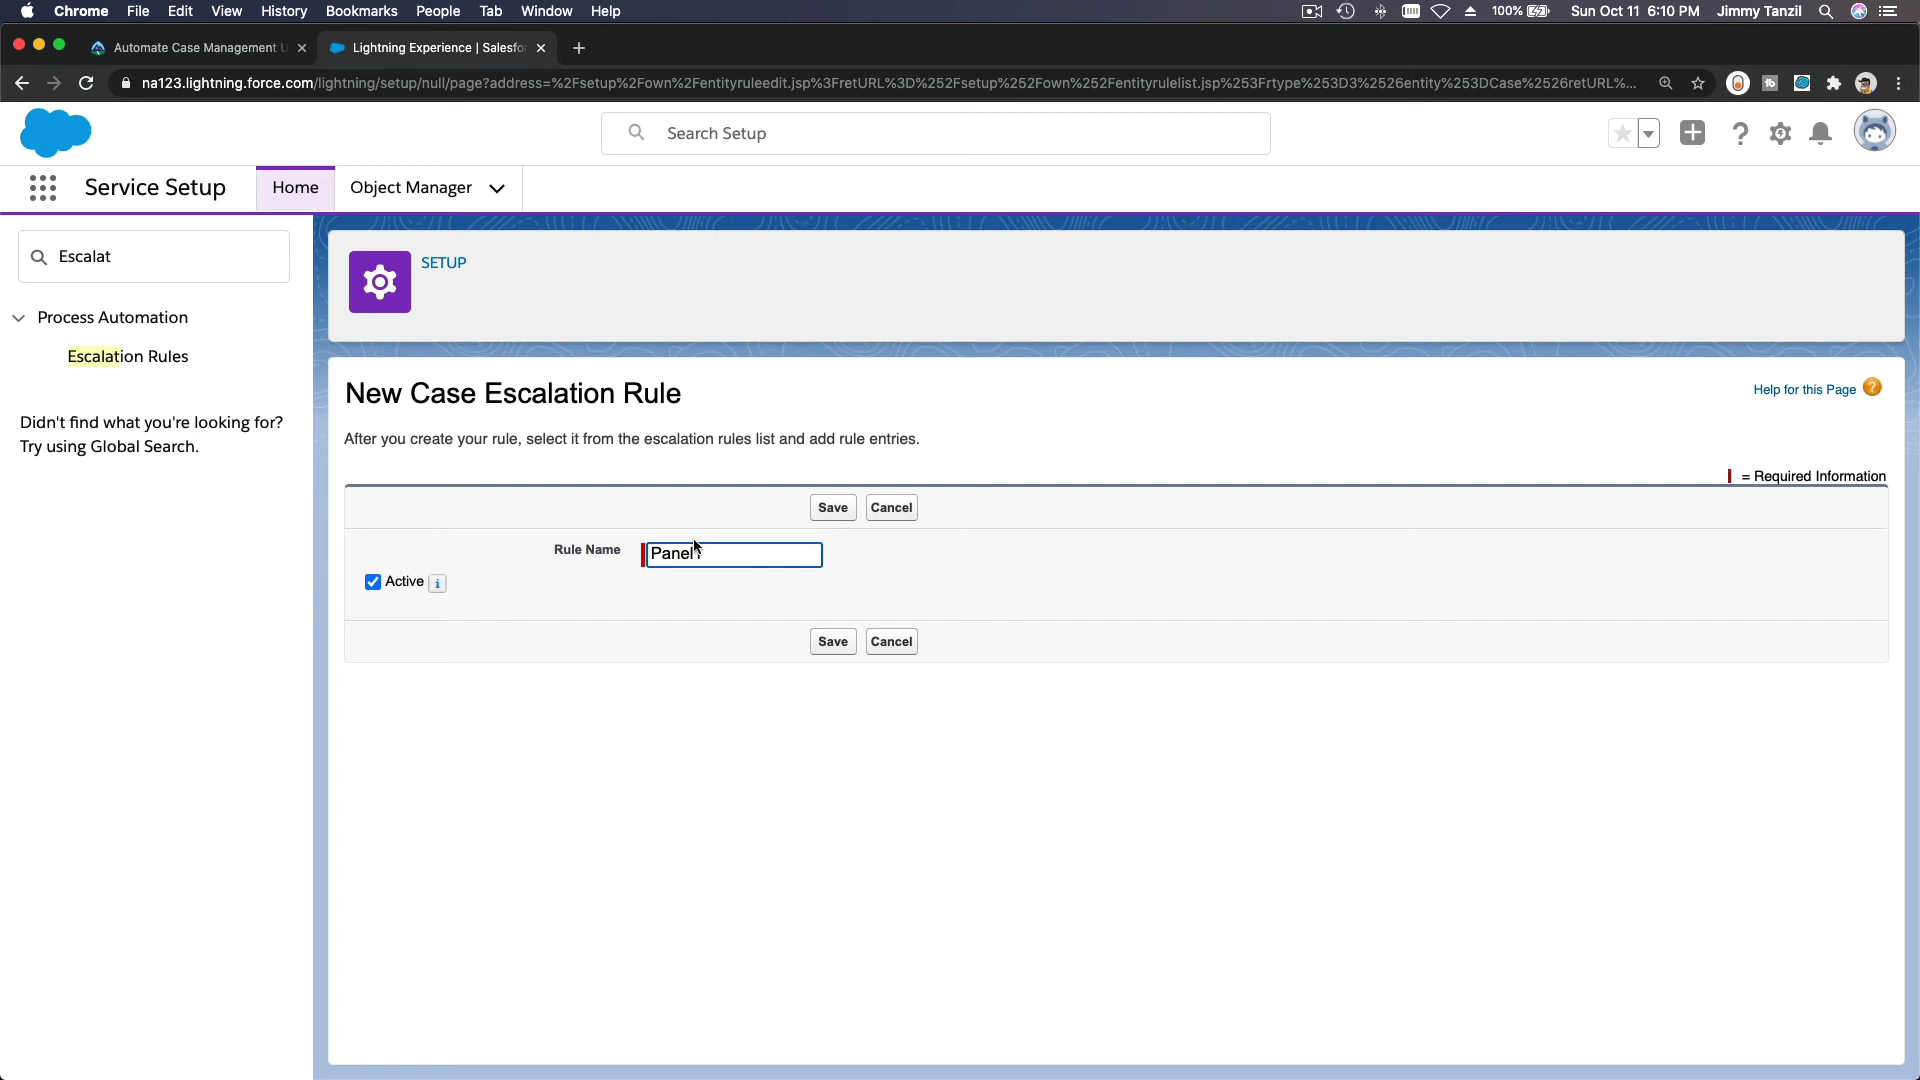 Chrome File Edit View History Bookmarks People Tab Window Help 100% Sun Oct 11 6:10 PM Jimmy Tanzil
Automate Case Management U
Lightning Experience | Salesfo
na123.lightning.force.com/lightning/setup/null/page?address=%2Fsetup%2Fown%2Fentityruleedit.jsp%3FretURL%3D%252Fsetup%252Fown%252Fentityrulelist.jsp%253Frtype%253D3%2526entity%253DCase%2526retURL%...
Search Setup
Service Setup Home Object Manager
Escalat
SETUP
Process Automation
Escalation Rules
Didn't find what you're looking for?
Try using Global Search.
New Case Escalation Rule
Help for this Page
After you create your rule, select it from the escalation rules list and add rule entries.
= Required Information
Save Cancel
Rule Name Panel
Active
Save Cancel